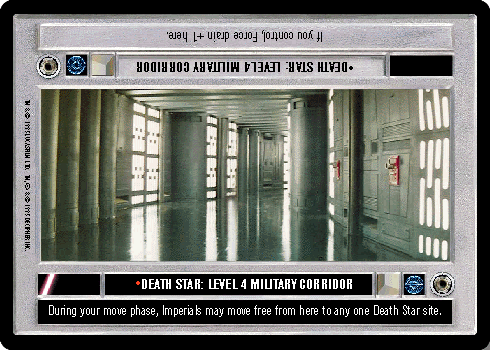 If you control, Force drain +1 here.
•DEATH STAR: LEVEL 4 MILITARY CORRIDOR
•DEATH STAR: LEVEL 4 MILITARY CORRIDOR
During your move phase, Imperials may move free from here to any one Death Star site.